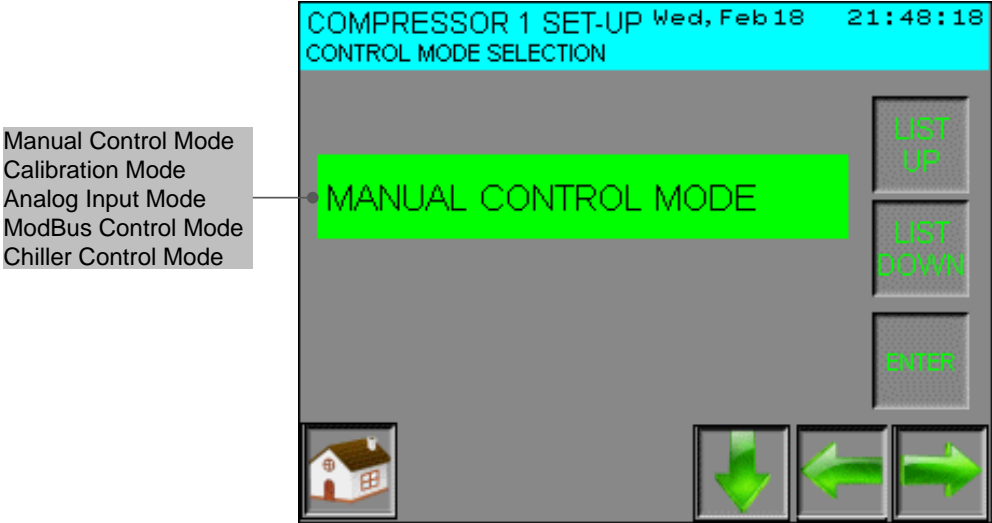 COMPRESSOR 1 SET-UP Wed, Feb 18 21:48:18
CONTROL MODE SELECTION
Manual Control Mode
Calibration Mode
Analog Input Mode
ModBus Control Mode
Chiller Control Mode
MANUAL CONTROL MODE
LIST
UP
LIST
DOWN
ENTER